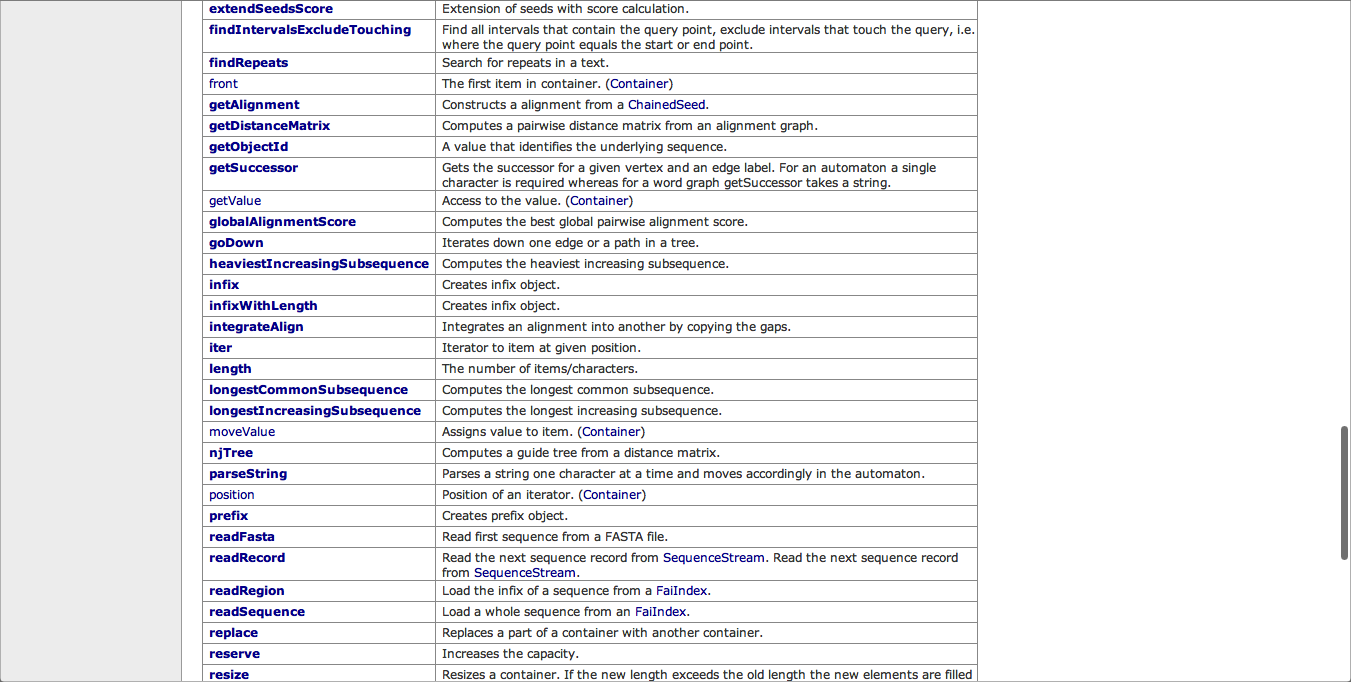 extendSeedsScore Extension of seeds with score calculation.
findIntervalsExcludeTouching Find all intervals that contain the query point, exclude intervals that touch the query, i.e.
where the query point equals the start or end point.
findRepeats Search for repeats in a text.
front The first item in container. (Container)
getAlignment Constructs a alignment from a ChainedSeed.
getDistanceMatrix Computes a pairwise distance matrix from an alignment graph.
getObjectId A value that identifies the underlying sequence.
getSuccessor Gets the successor for a given vertex and an edge label. For an automaton a single
character is required whereas for a word graph getSuccessor takes a string.
getValue Access to the value. (Container)
globalAlignmentScore Computes the best global pairwise alignment score.
goDown Iterates down one edge or a path in a tree.
heaviestIncreasingSubsequence Computes the heaviest increasing subsequence.
infix Creates infix object.
infixWithLength Creates infix object.
integrateAlign Integrates an alignment into another by copying the gaps.
iter Iterator to item at given position.
length The number of items/characters.
longestCommonSubsequence Computes the longest common subsequence.
longestIncreasingSubsequence Computes the longest increasing subsequence.
moveValue Assigns value to item. (Container)
njTree Computes a guide tree from a distance matrix.
parseString Parses a string one character at a time and moves accordingly in the automaton.
position Position of an iterator. (Container)
prefix Creates prefix object.
readFasta Read first sequence from a FASTA file.
readRecord Read the next sequence record from SequenceStream. Read the next sequence record
from SequenceStream.
readRegion Load the infix of a sequence from a FaiIndex.
readSequence Load a whole sequence from an FaiIndex.
replace Replaces a part of a container with another container.
reserve Increases the capacity.
resize Resizes a container. If the new length exceeds the old length the new elements are filled